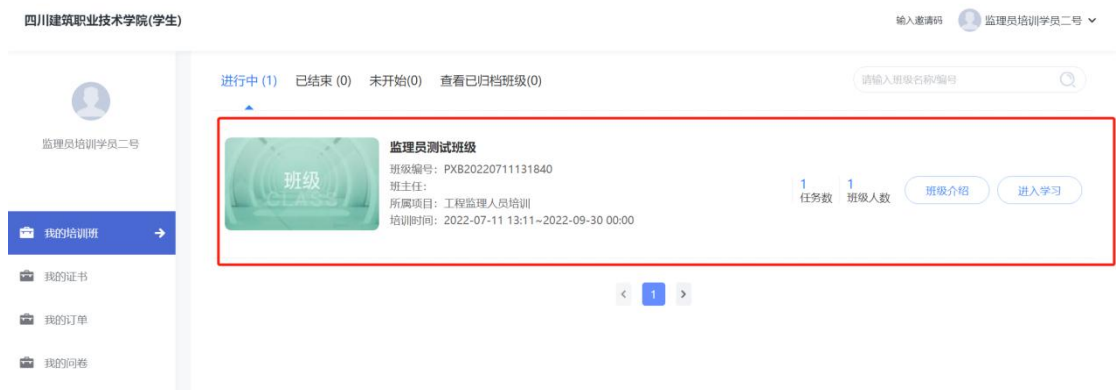 四川建筑职业技术学院(学生)
输入邀请码 监理员培训学员二号
监理员培训学员二号
我的培训班
我的证书
我的订单
我的问卷
进行中 (1) 已结束 (0) 未开始(0) 查看已归档班级(0)
请输入班级名称/编号
班级
CLASS
监理员测试班级
班级编号：PXB20220711131840
班主任：
所属项目：工程监理人员培训
培训时间：2022-07-11 13:11~2022-09-30 00:00
1 1
任务数 班级人数
班级介绍 进入学习
< 1 >